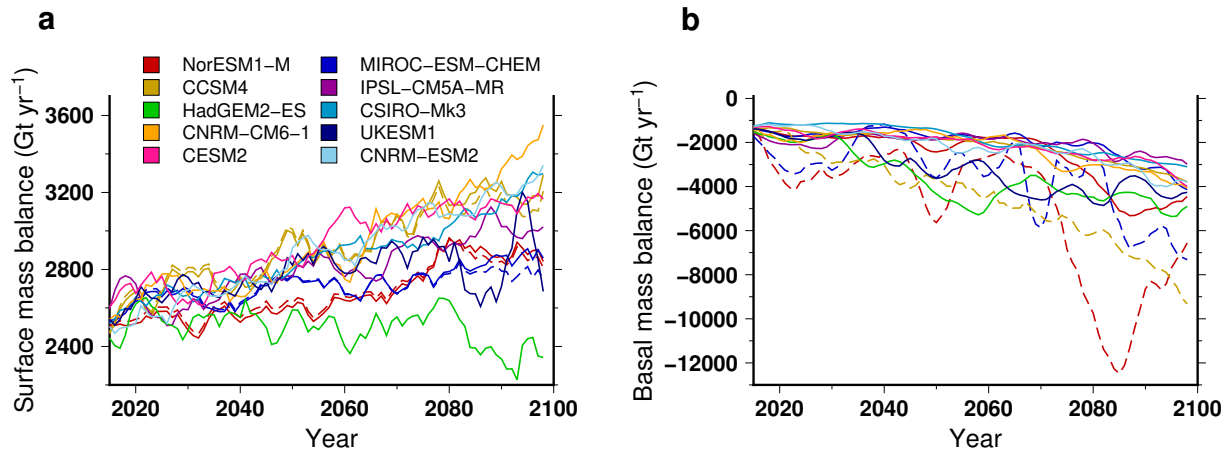 a
Surface mass balance (Gt yr⁻¹)
3600
3200
2800
2400
NorESM1−M
CCSM4
HadGEM2−ES
CNRM−CM6−1
CESM2
MIROC−ESM−CHEM
IPSL−CM5A−MR
CSIRO−Mk3
UKESM1
CNRM−ESM2
2020 2040 2060 2080 2100
Year
b
Basal mass balance (Gt yr⁻¹)
0
−2000
−4000
−6000
−8000
−10000
−12000
2020 2040 2060 2080 2100
Year